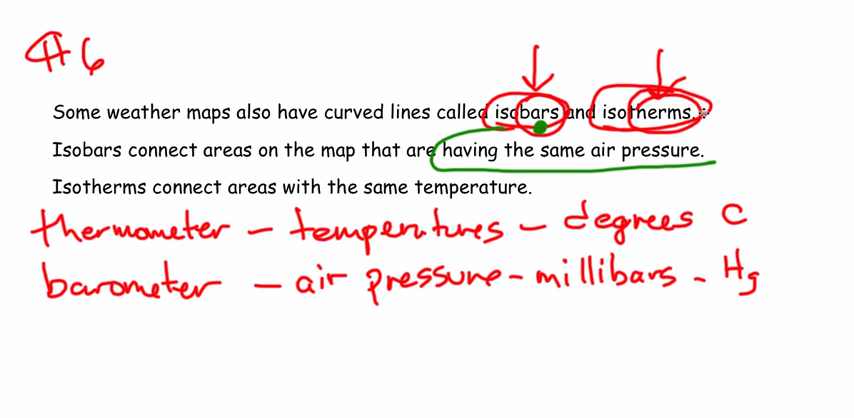 #6
Some weather maps also have curved lines called isobars and isotherms.
Isobars connect areas on the map that are having the same air pressure.
Isotherms connect areas with the same temperature.
thermometer - temperatures - degrees C
barometer - air pressure - millibars - Hg